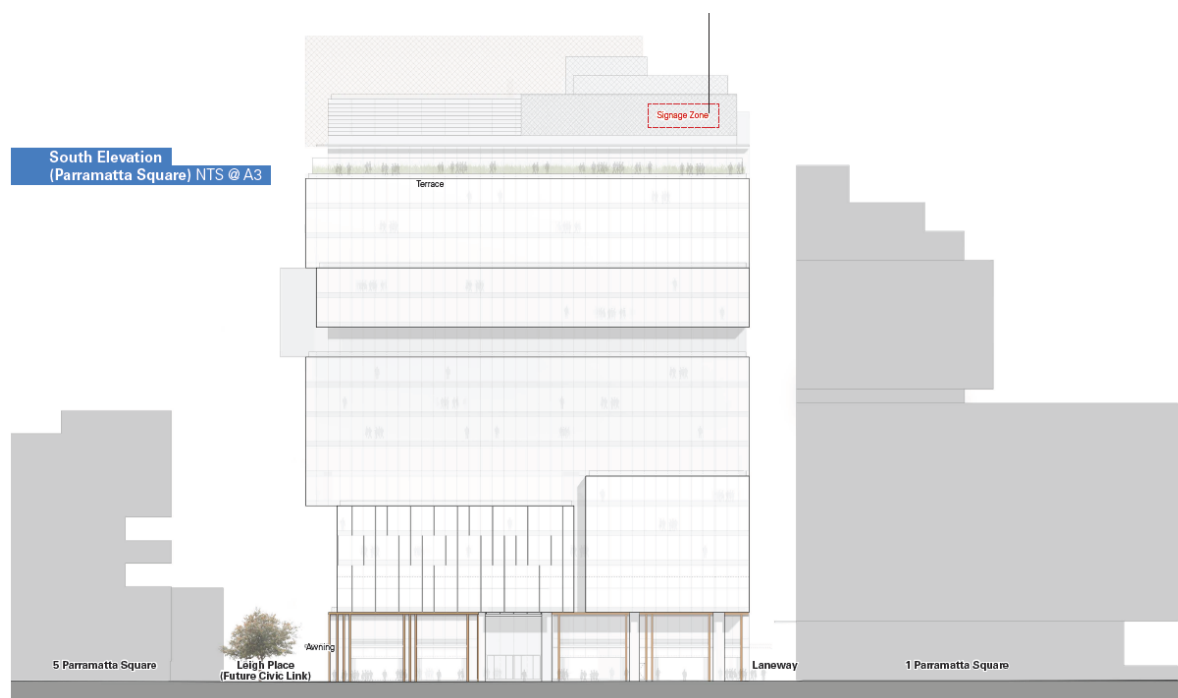 Signage Zone
South Elevation
(Parramatta Square) NTS @ A3
Terrace
Awning
5 Parramatta Square
Leigh Place
(Future Civic Link)
Laneway
1 Parramatta Square